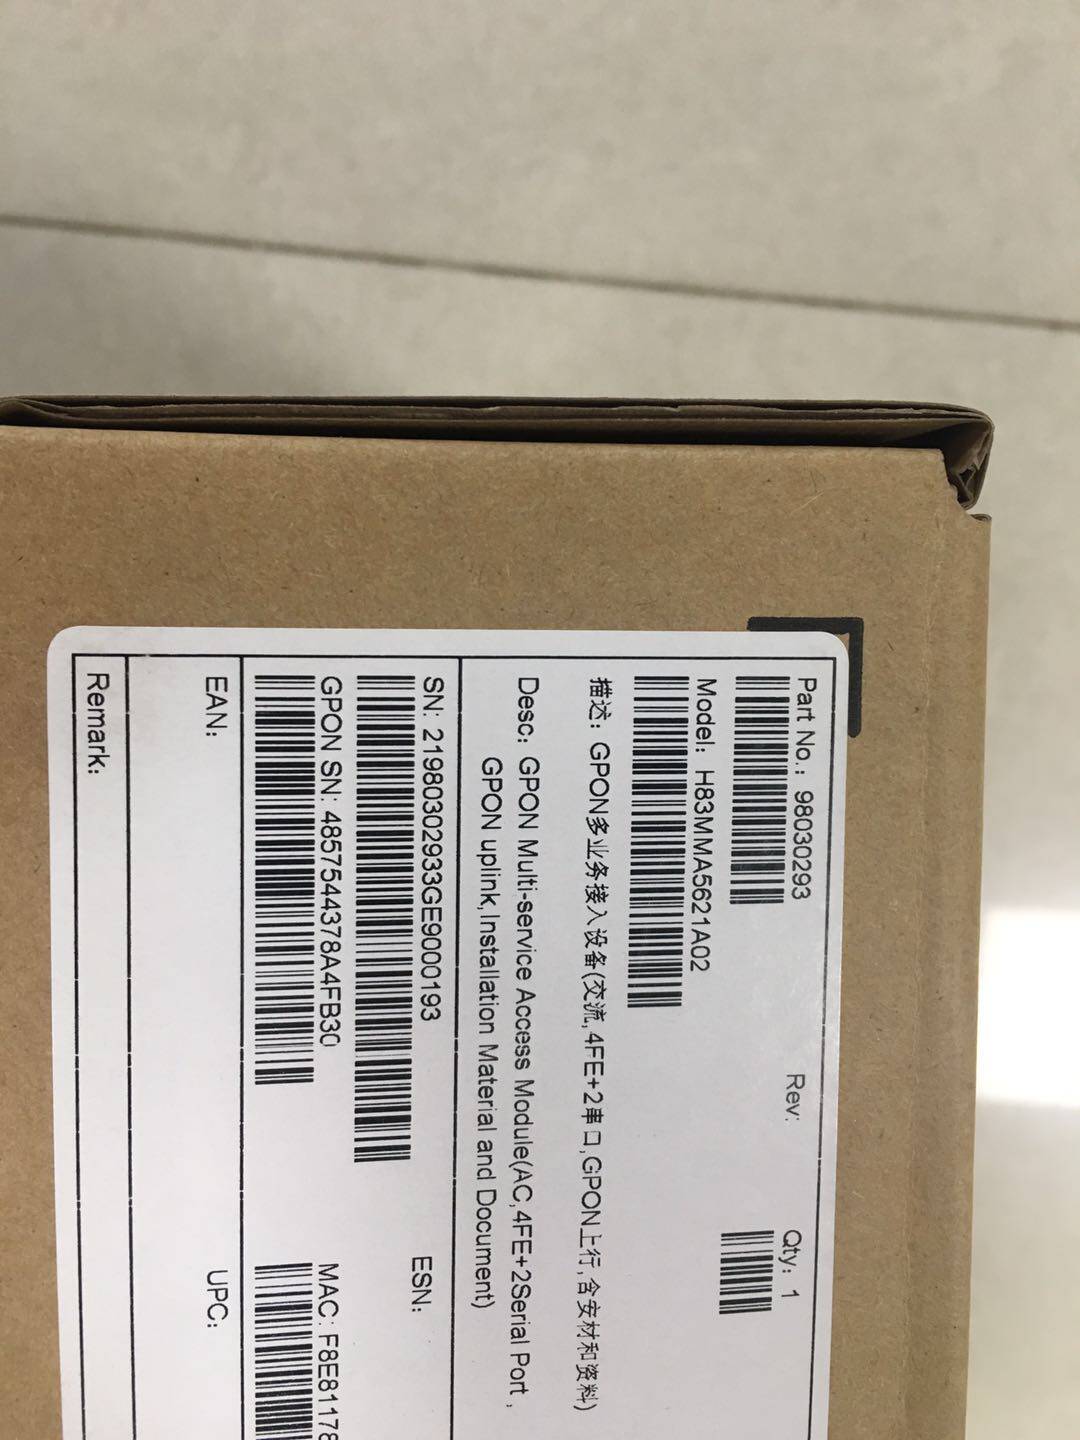 Part No.: 98030293 Rev: Qty: 1
Model: H83MMA5621A02
描述: GPON多业务接入设备(交流,4FE+2串口,GPON上行,含安材和资料)
Desc: GPON Multi-service Access Module(AC,4FE+2Serial Port ,
GPON uplink,Installation Material and Document)
SN: 21980302933GE9000193 ESN:
GPON SN: 4857544378A4FB30 MAC: F8E81178
EAN: UPC:
Remark: